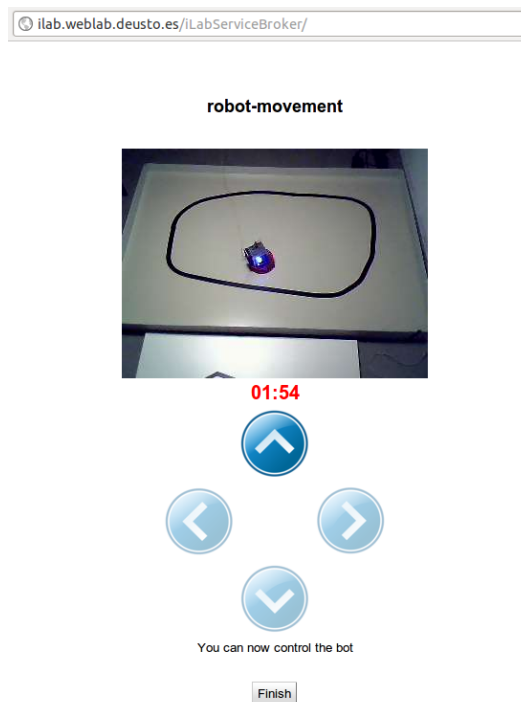 ilab.weblab.deusto.es/iLabServiceBroker/
robot-movement
01:54
You can now control the bot
Finish